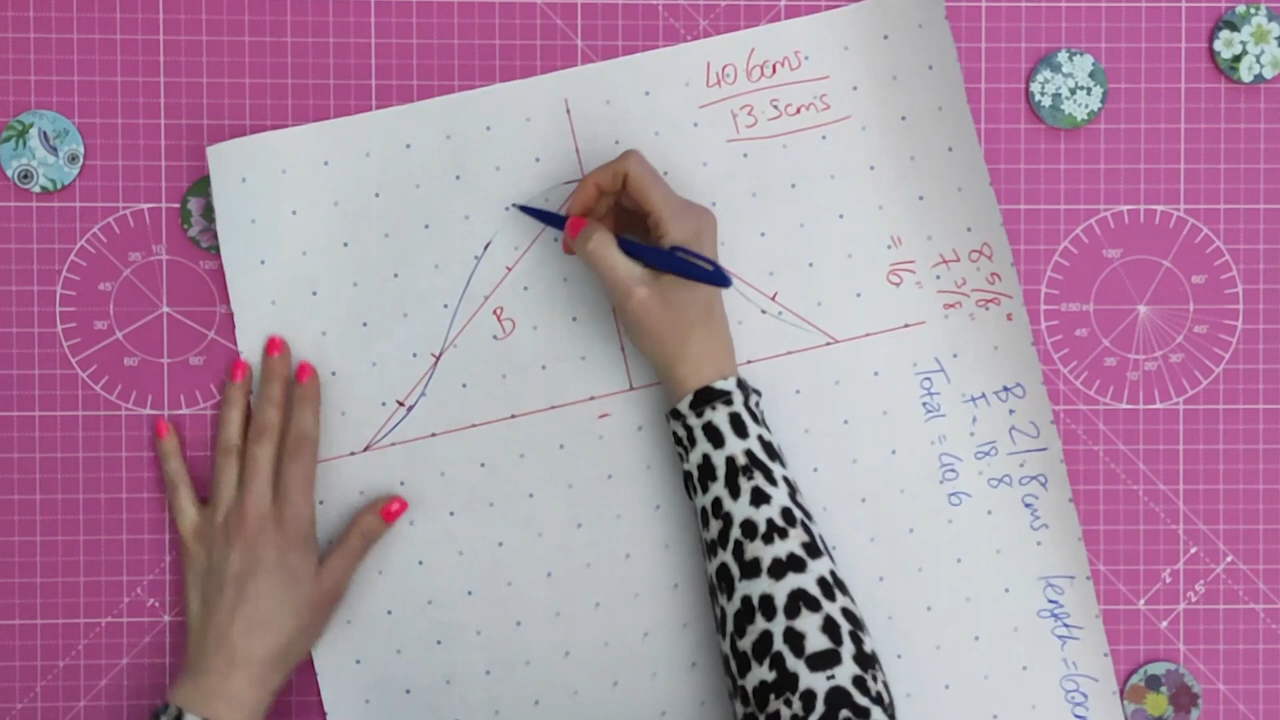 40 6cms.
13.5cms
B
8 5/8"
7 3/8"
= 16"
B. 21.8cms.
F - 18.8
Total = 40.6
length = 60c